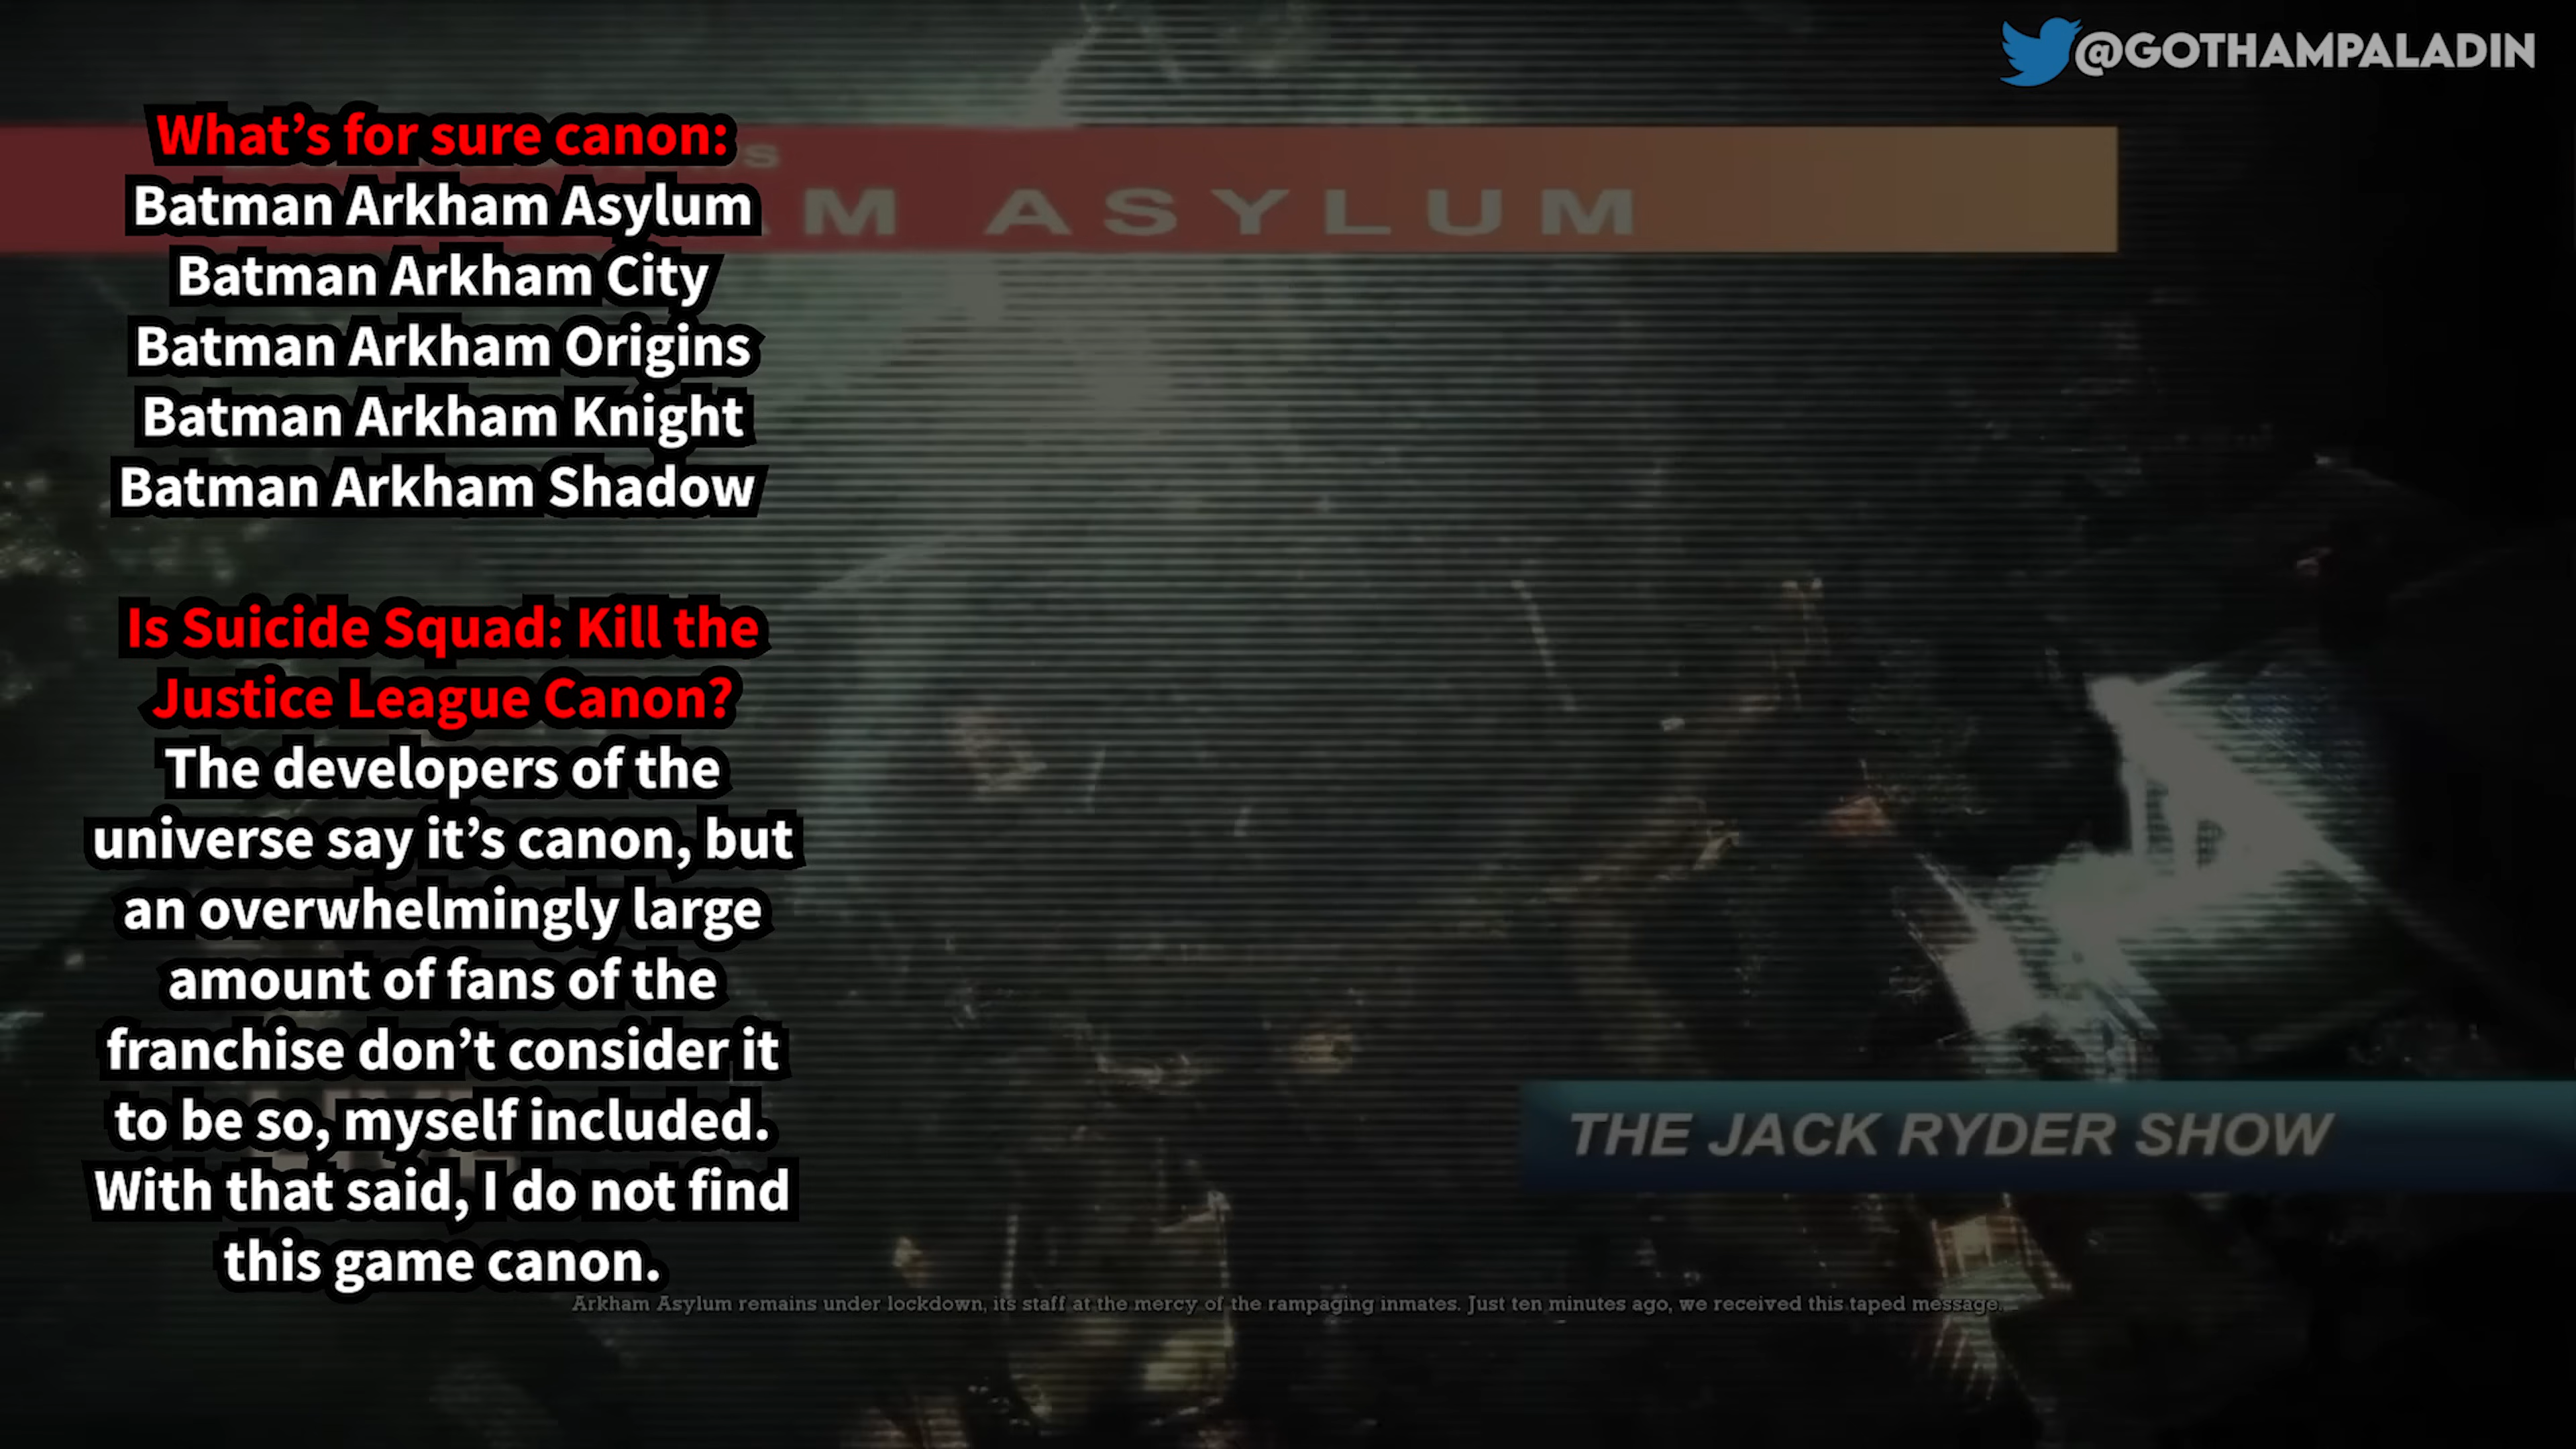 @GOTHAMPALADIN
What's for sure canon:
Batman Arkham Asylum
Batman Arkham City
Batman Arkham Origins
Batman Arkham Knight
Batman Arkham Shadow
Is Suicide Squad: Kill the
Justice League Canon?
The developers of the
universe say it's canon, but
an overwhelmingly large
amount of fans of the
franchise don't consider it
to be so, myself included.
With that said, I do not find
this game canon.
M ASYLUM
THE JACK RYDER SHOW
Arkham Asylum remains under lockdown, its staff at the mercy of the rampaging inmates. Just ten minutes ago, we received this taped message.